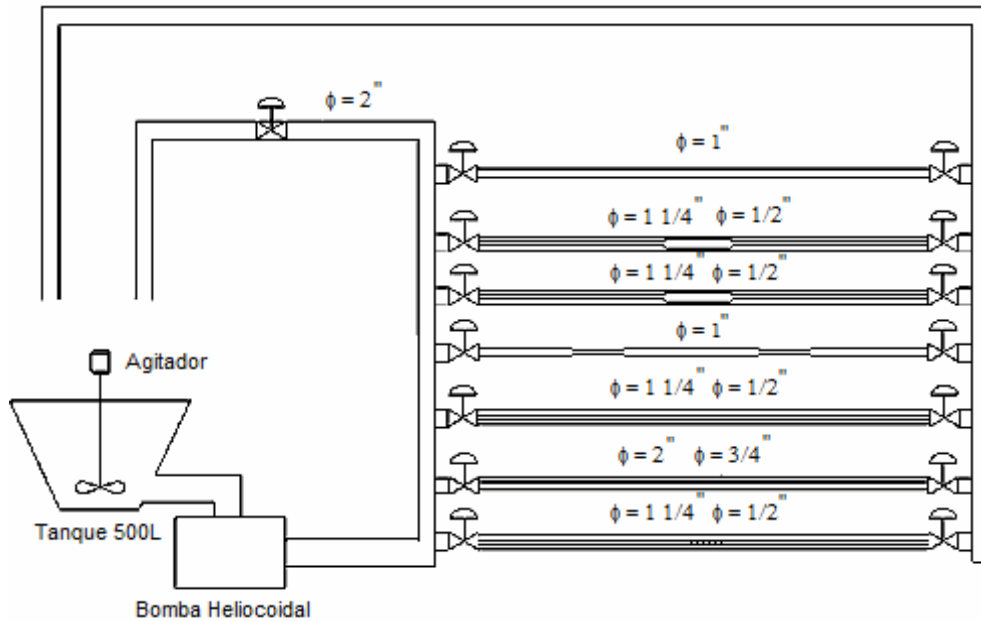 ϕ = 2"
ϕ = 1"
ϕ = 1 1/4" ϕ = 1/2"
ϕ = 1 1/4" ϕ = 1/2"
ϕ = 1"
Agitador
ϕ = 1 1/4" ϕ = 1/2"
ϕ = 2" ϕ = 3/4"
ϕ = 1 1/4" ϕ = 1/2"
Tanque 500L
Bomba Heliocoidal